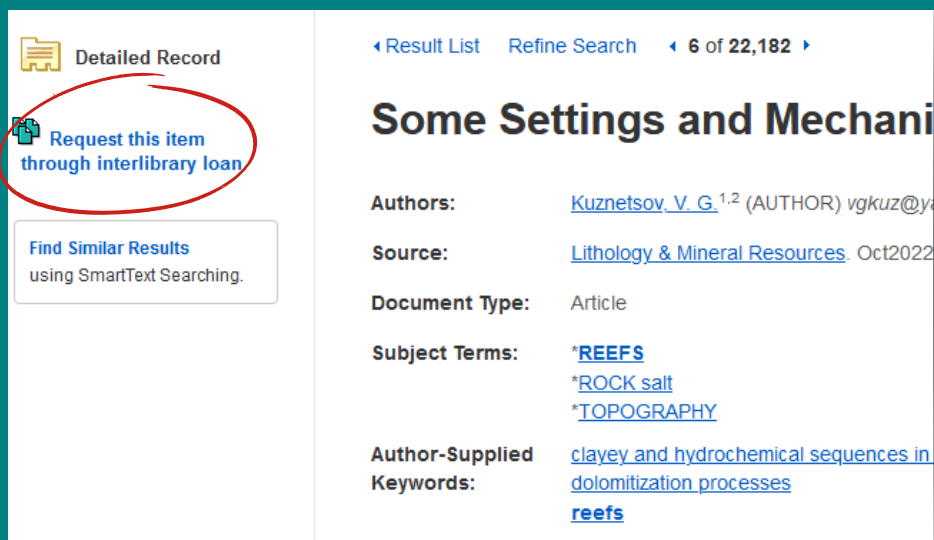 Detailed Record
Request this item
through interlibrary loan
Find Similar Results
using SmartText Searching.
Result List Refine Search 6 of 22,182
Some Settings and Mechani
Authors: Kuznetsov, V. G.1,2 (AUTHOR) vgkuz@ya
Source: Lithology & Mineral Resources. Oct2022
Document Type: Article
Subject Terms: *REEFS
*ROCK salt
*TOPOGRAPHY
Author-Supplied clayey and hydrochemical sequences in
Keywords: dolomitization processes
reefs